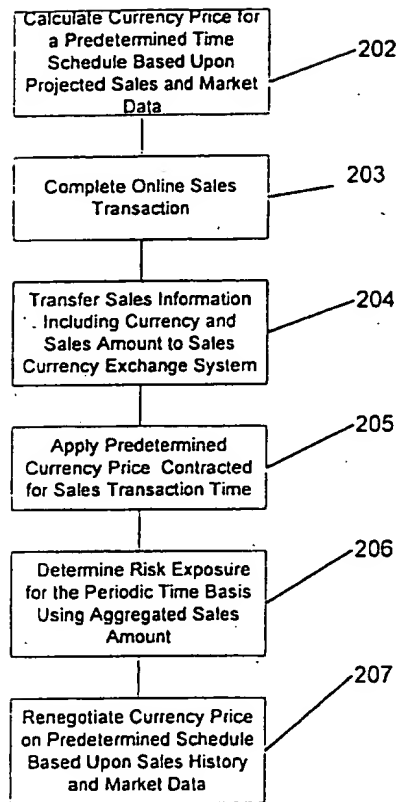 Calculate Currency Price for
a Predetermined Time
Schedule Based Upon
Projected Sales and Market
Data
202
Complete Online Sales
Transaction
203
Transfer Sales Information
Including Currency and
Sales Amount to Sales
Currency Exchange System
204
Apply Predetermined
Currency Price Contracted
for Sales Transaction Time
205
Determine Risk Exposure
for the Periodic Time Basis
Using Aggregated Sales
Amount
206
Renegotiate Currency Price
on Predetermined Schedule
Based Upon Sales History
and Market Data
207